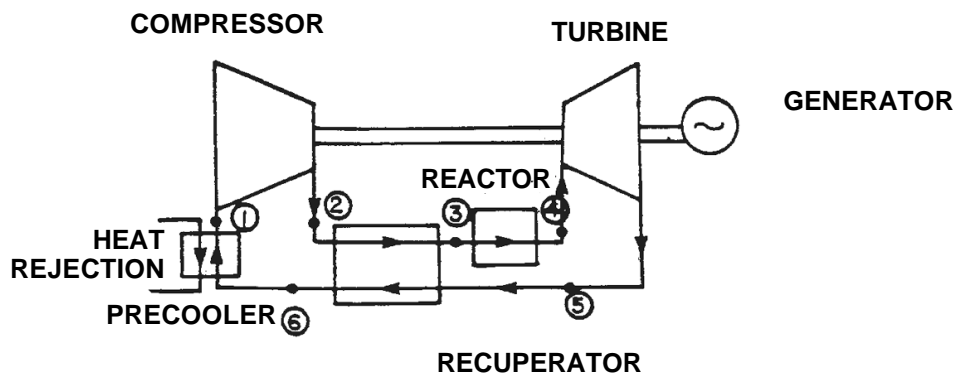 COMPRESSOR
TURBINE
GENERATOR
REACTOR
① ② ③ ④
HEAT
REJECTION
PRECOOLER ⑥ ⑤
RECUPERATOR